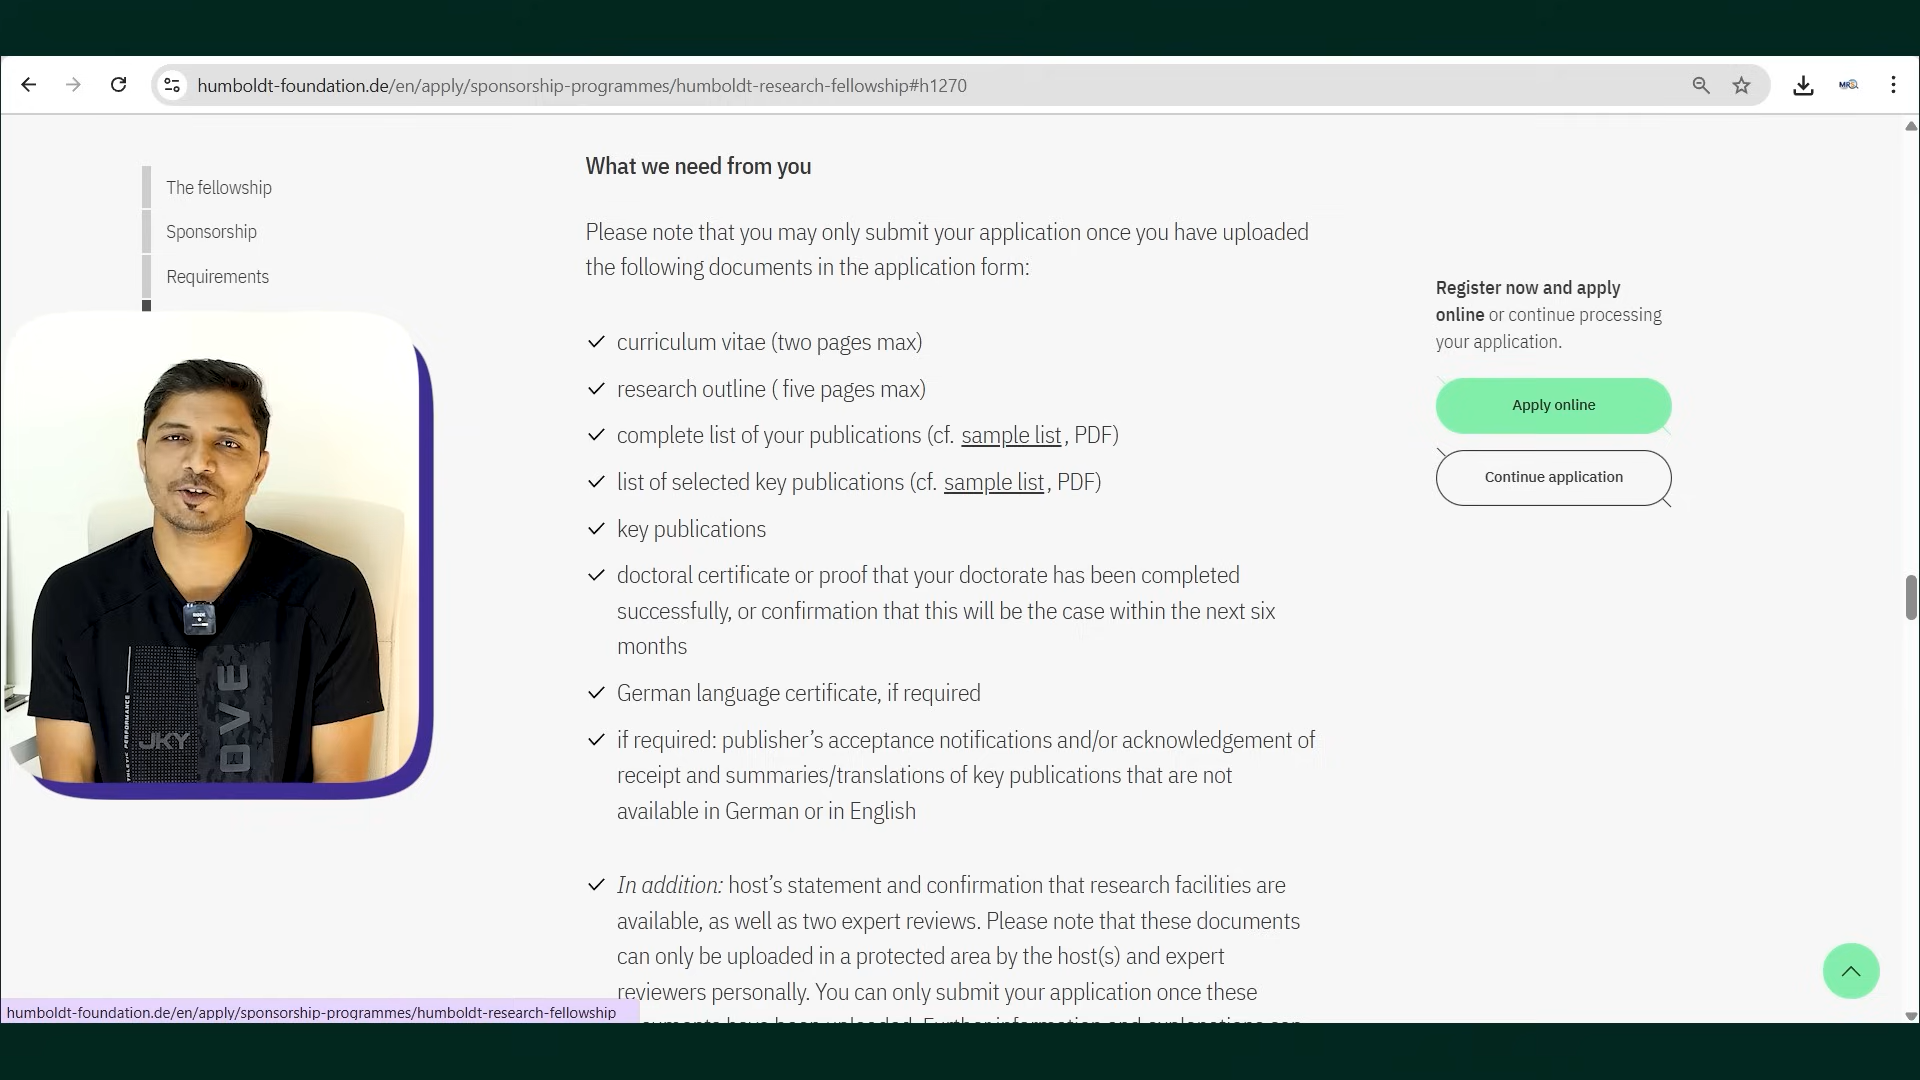 humboldt-foundation.de/en/apply/sponsorship-programmes/humboldt-research-fellowship#h1270
The fellowship
Sponsorship
Requirements
What we need from you
Please note that you may only submit your application once you have uploaded
the following documents in the application form:
curriculum vitae (two pages max)
research outline ( five pages max)
complete list of your publications (cf. sample list, PDF)
list of selected key publications (cf. sample list, PDF)
key publications
doctoral certificate or proof that your doctorate has been completed
successfully, or confirmation that this will be the case within the next six
months
German language certificate, if required
if required: publisher’s acceptance notifications and/or acknowledgement of
receipt and summaries/translations of key publications that are not
available in German or in English
In addition: host’s statement and confirmation that research facilities are
available, as well as two expert reviews. Please note that these documents
can only be uploaded in a protected area by the host(s) and expert
reviewers personally. You can only submit your application once these
Register now and apply
online or continue processing
your application.
Apply online
Continue application
JKY
OVE
humboldt-foundation.de/en/apply/sponsorship-programmes/humboldt-research-fellowship